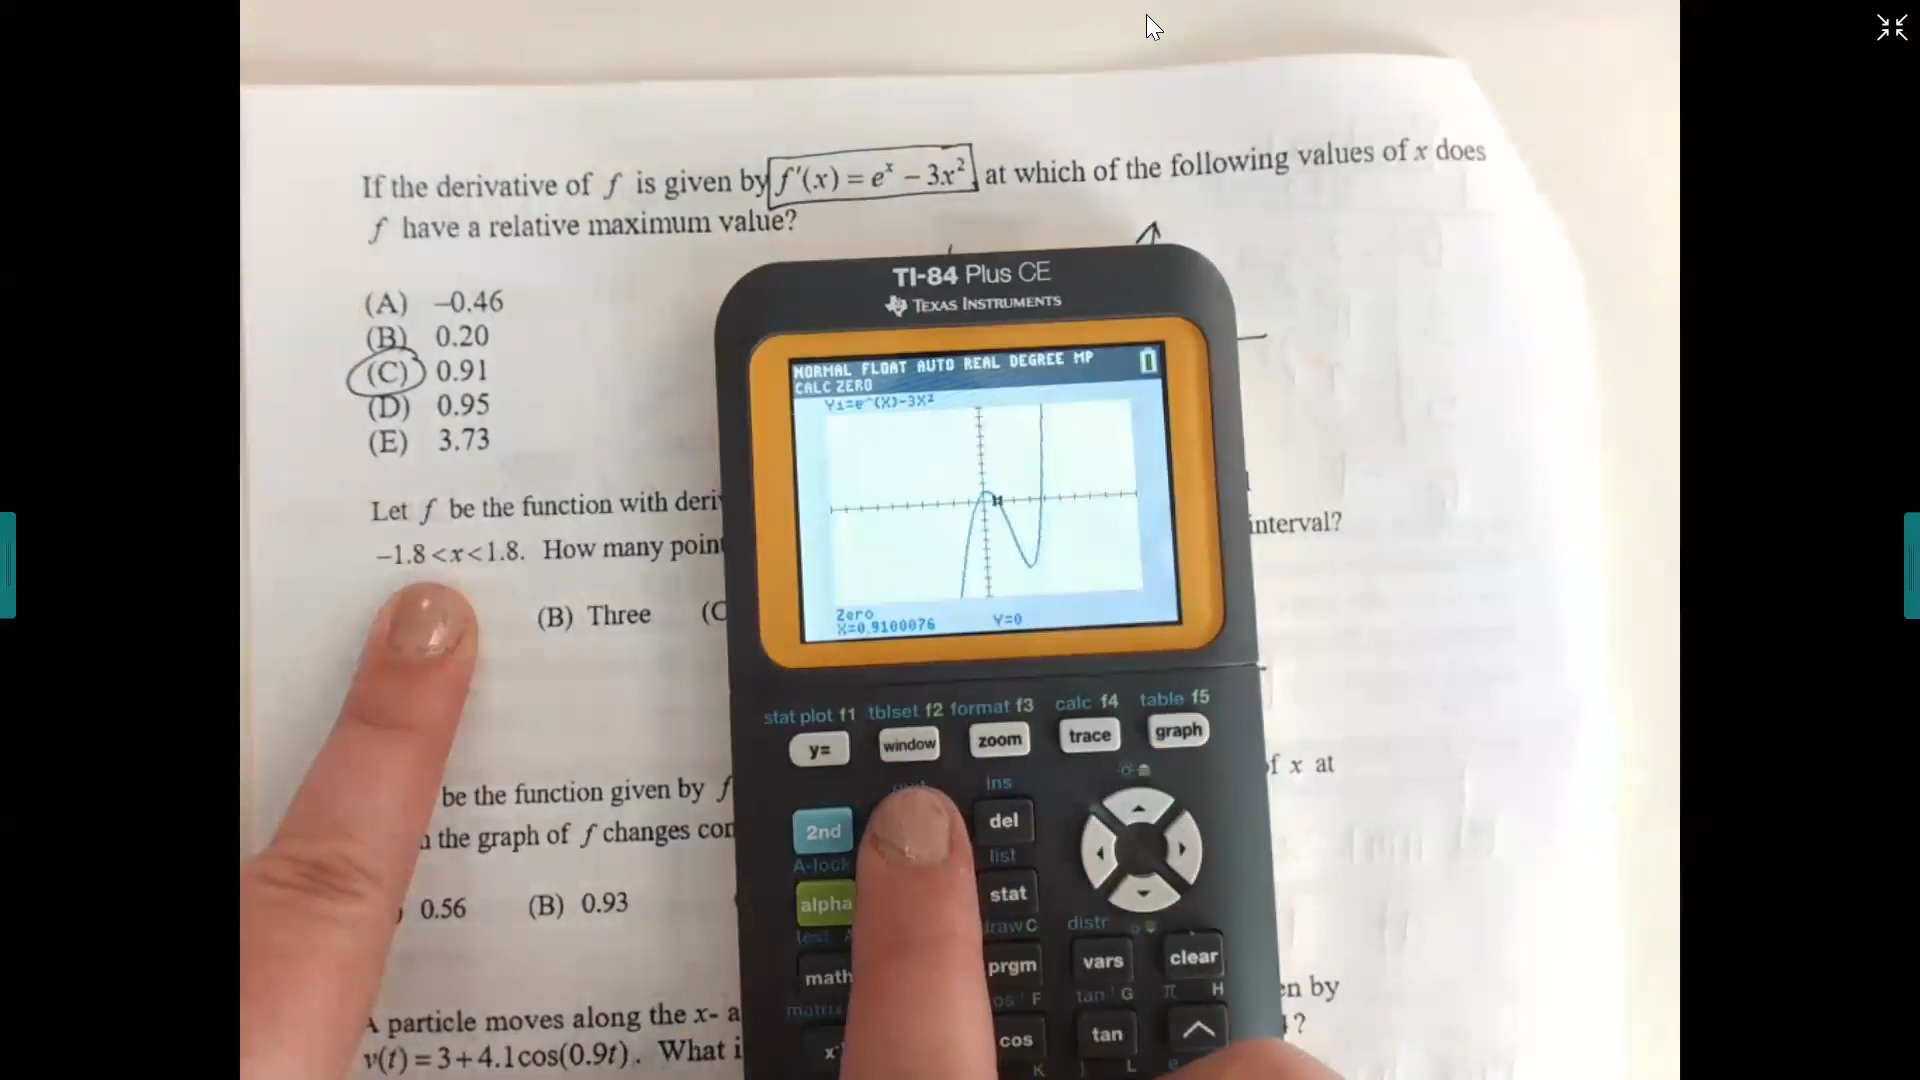 If the derivative of f is given by f′(x) = eˣ − 3x², at which of the following values of x does
f have a relative maximum value?
(A) −0.46
(B) 0.20
(C) 0.91
(D) 0.95
(E) 3.73
Let f be the function with
interval?
−1.8 < x < 1.8. How many
(B) Three (C
be the function given by f
of x at
the graph of f changes
0.56 (B) 0.93
A particle moves along the x- a
by
v(t) = 3 + 4.1cos(0.9t). What
?
TI-84 Plus CE
TEXAS INSTRUMENTS
NORMAL FLOAT AUTO REAL DEGREE MP
CALC ZERO
Y1=e^(X)-3X²
Zero
X=0.9100076 Y=0
stat plot f1 tblset f2 format f3 calc f4 table f5
y= window zoom trace graph
ins
2nd del
A-lock list
alpha stat
draw C distr
math prgm vars clear
F tan⁻¹ G π H
cos tan ^
K L